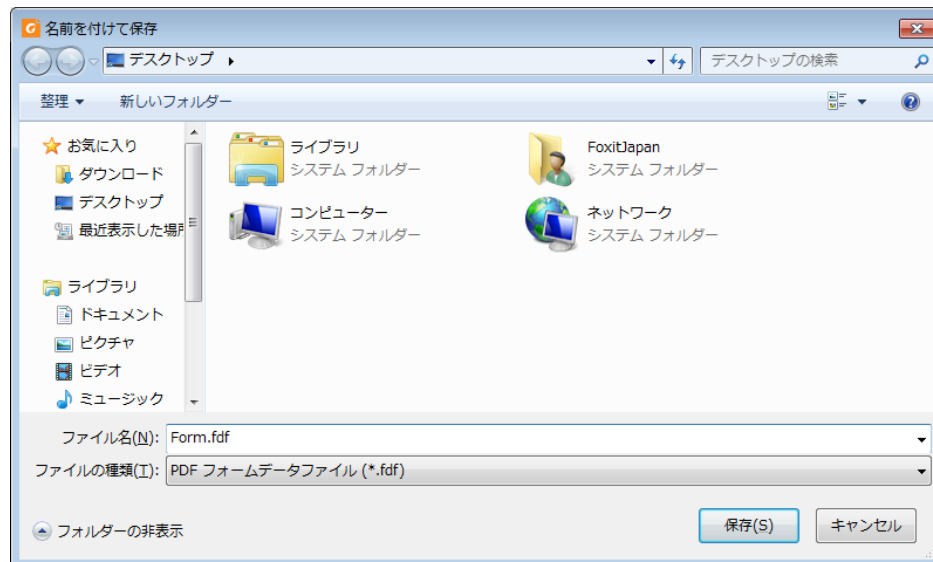 名前を付けて保存
デスクトップ
デスクトップの検索
整理
新しいフォルダー
お気に入り
ダウンロード
デスクトップ
最近表示した場所
ライブラリ
ドキュメント
ピクチャ
ビデオ
ミュージック
ライブラリ
システム フォルダー
FoxitJapan
システム フォルダー
コンピューター
システム フォルダー
ネットワーク
システム フォルダー
ファイル名(N): Form.fdf
ファイルの種類(T): PDF フォームデータファイル (*.fdf)
フォルダーの非表示
保存(S)
キャンセル